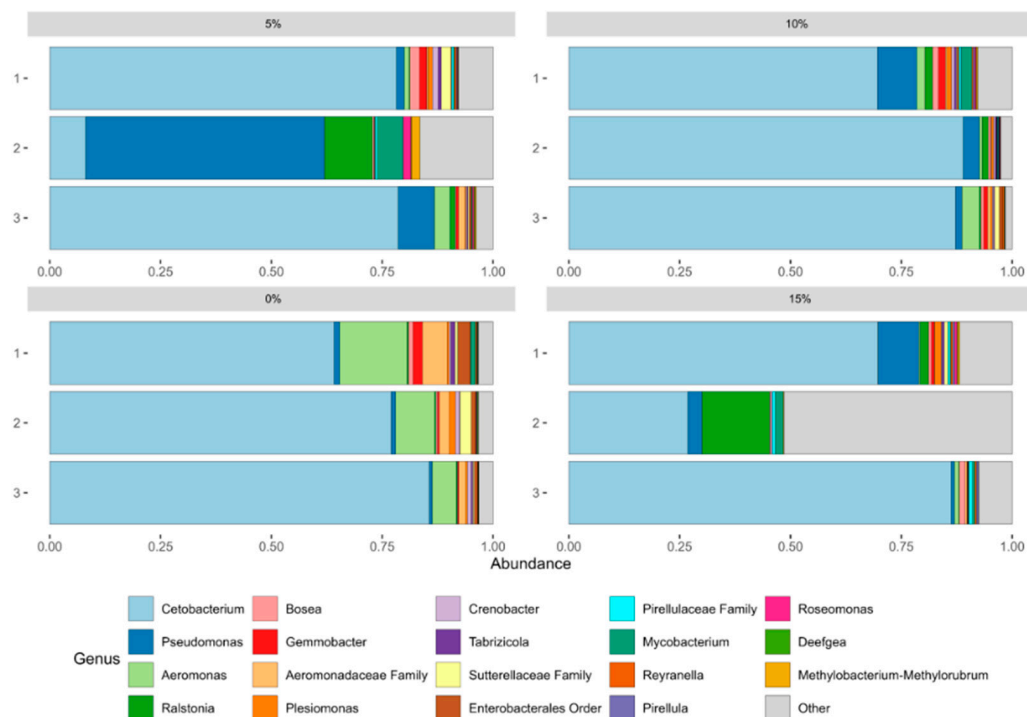 5%
10%
1
2
3
0.00 0.25 0.50 0.75 1.00
0.00 0.25 0.50 0.75 1.00
0%
15%
1
2
3
0.00 0.25 0.50 0.75 1.00
0.00 0.25 0.50 0.75 1.00
1
2
3
1
2
3
Abundance
Genus
Cetobacterium
Bosea
Crenobacter
Pirellulaceae Family
Roseomonas
Pseudomonas
Gemmobacter
Tabrizicola
Mycobacterium
Deefgea
Aeromonas
Aeromonadaceae Family
Sutterellaceae Family
Reyranella
Methylobacterium-Methylorubrum
Ralstonia
Plesiomonas
Enterobacterales Order
Pirellula
Other